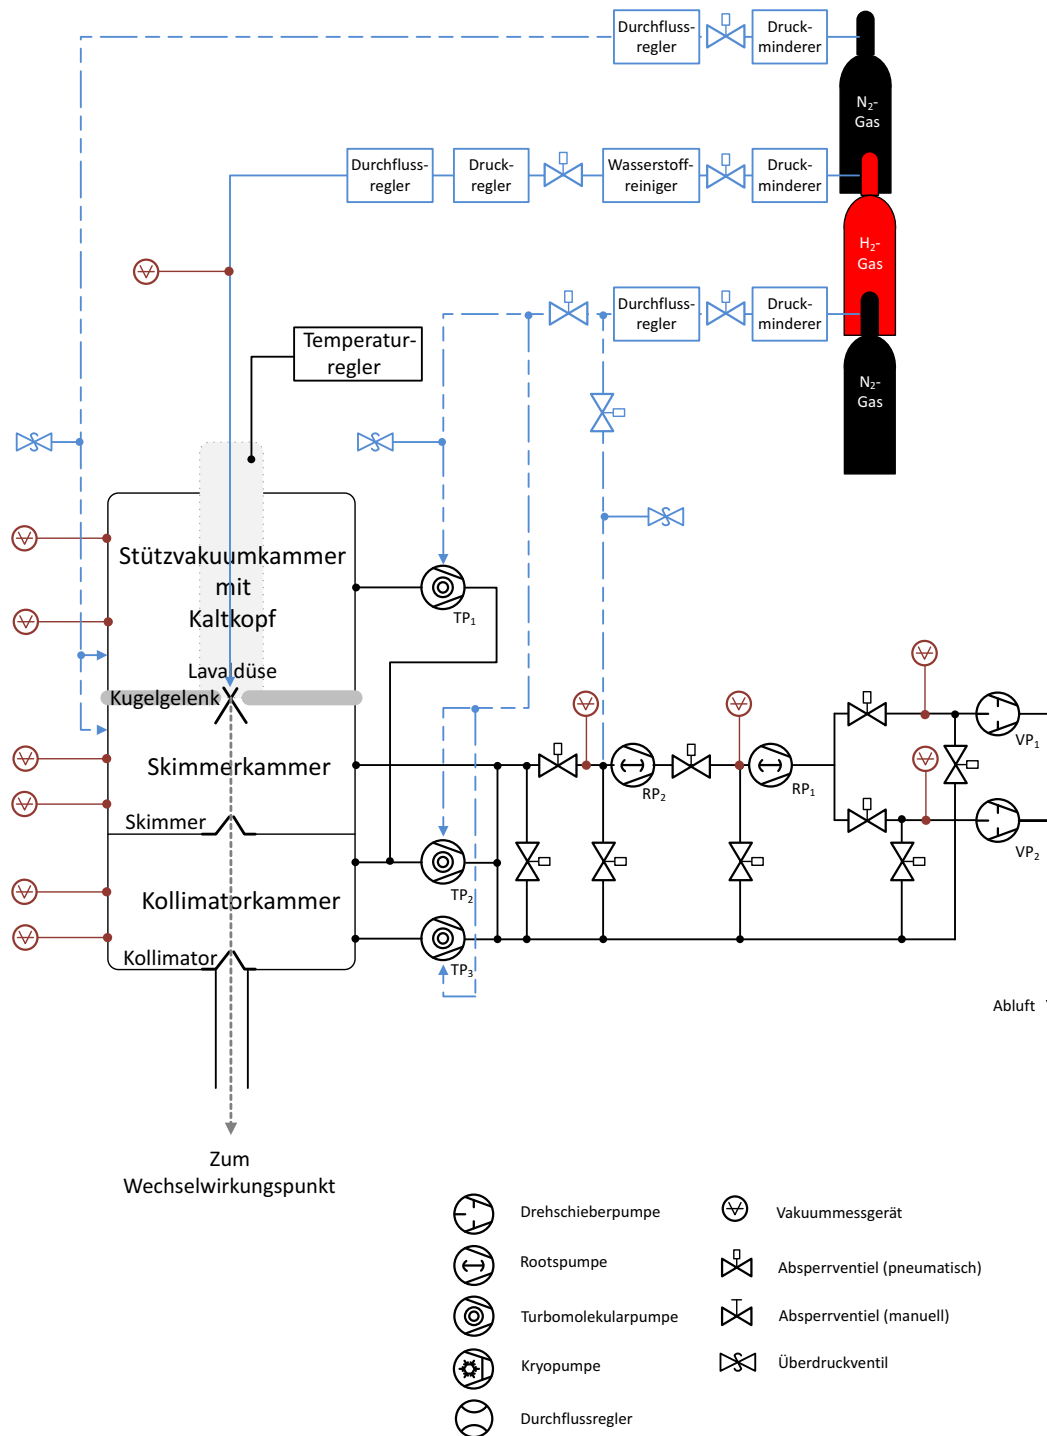 Durchfluss-
regler
Druck-
minderer
N2-
Gas
Durchfluss-
regler
Druck-
regler
Wasserstoff-
reiniger
Druck-
minderer
H2-
Gas
Durchfluss-
regler
Druck-
minderer
N2-
Gas
Temperatur-
regler
Stützvakuumkammer
mit
Kaltkopf
TP1
Lavaldüse
Kugelgelenk
Skimmerkammer
RP2
RP1
VP1
Skimmer
VP2
TP2
Kollimatorkammer
Kollimator
TP3
Abluft
Zum
Wechselwirkungspunkt
Drehschieberpumpe
Vakuummessgerät
Rootspumpe
Absperrventiel (pneumatisch)
Turbomolekularpumpe
Absperrventiel (manuell)
Kryopumpe
Überdruckventil
Durchflussregler